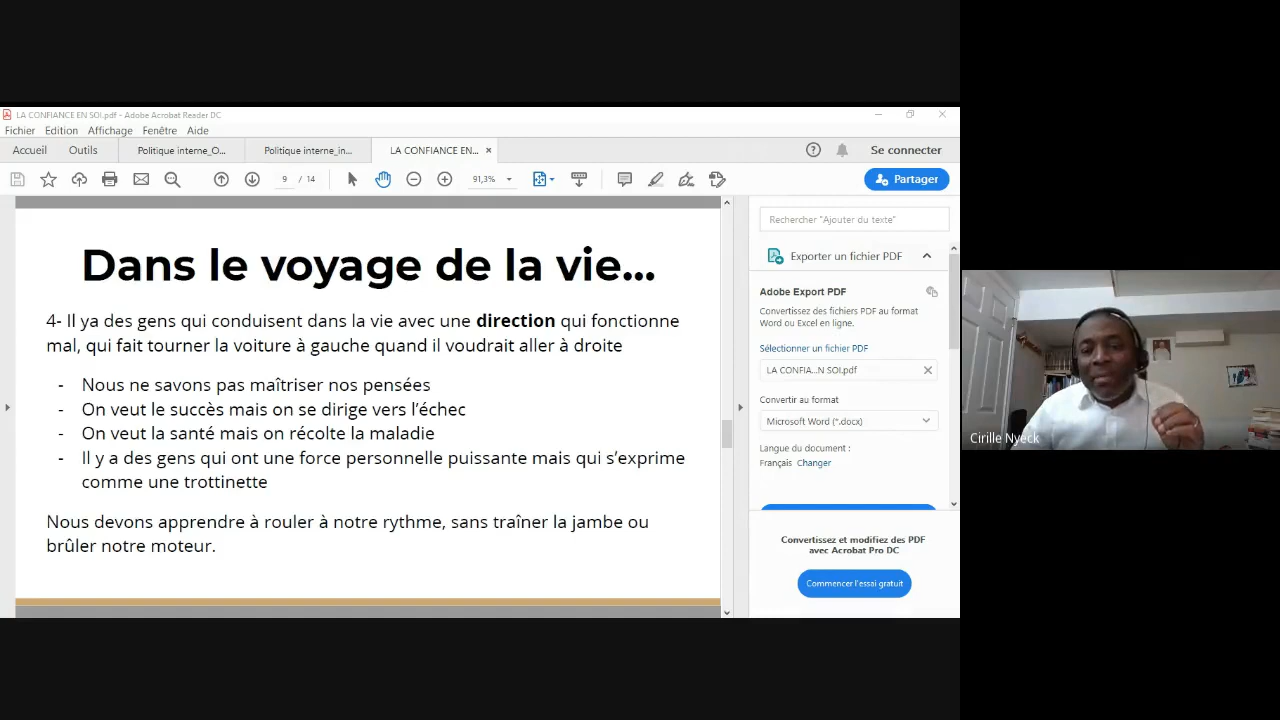 LA CONFIANCE EN SOI.pdf - Adobe Acrobat Reader DC
Fichier Edition Affichage Fenêtre Aide
Accueil Outils Politique interne_O... Politique interne_in... LA CONFIANCE EN... × Se connecter
9 / 14 91,3% Partager
Dans le voyage de la vie...
4- Il ya des gens qui conduisent dans la vie avec une direction qui fonctionne
mal, qui fait tourner la voiture à gauche quand il voudrait aller à droite
- Nous ne savons pas maîtriser nos pensées
- On veut le succès mais on se dirige vers l'échec
- On veut la santé mais on récolte la maladie
- Il y a des gens qui ont une force personnelle puissante mais qui s'exprime
comme une trottinette
Nous devons apprendre à rouler à notre rythme, sans traîner la jambe ou
brûler notre moteur.
Rechercher "Ajouter du texte"
Exporter un fichier PDF
Adobe Export PDF
Convertissez des fichiers PDF au format
Word ou Excel en ligne.
Sélectionner un fichier PDF
LA CONFIA...N SOI.pdf
Convertir au format
Microsoft Word (*.docx)
Langue du document :
Français Changer
Convertissez et modifiez des PDF
avec Acrobat Pro DC
Commencer l'essai gratuit
Cirille Nyeck